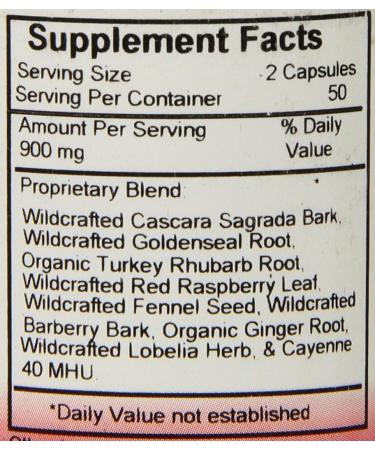 Supplement Facts
Serving Size 2 Capsules
Serving Per Container 50
Amount Per Serving % Daily
900 mg Value
Proprietary Blend *
Wildcrafted Cascara Sagrada Bark,
Wildcrafted Goldenseal Root,
Organic Turkey Rhubarb Root,
Wildcrafted Red Raspberry Leaf,
Wildcrafted Fennel Seed, Wildcrafted
Barberry Bark, Organic Ginger Root,
Wildcrafted Lobelia Herb, & Cayenne
40 MHU
*Daily Value not established